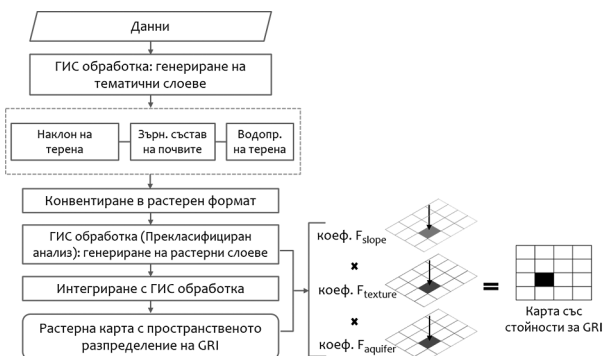 Данни
ГИС обработка: генериране на
тематични слоеве
Наклон на
терена
Зърн. състав
на почвите
Водопр.
на терена
Конвентиране в растерен формат
ГИС обработка (Прекласифициран
анализ): генериране на растерни слоеве
Интегриране с ГИС обработка
Растерна карта с пространственото
разпределение на GRI
коеф. Fslope
×
коеф. Ftexture
×
коеф. Faquifer
=
Карта със
стойности за GRI